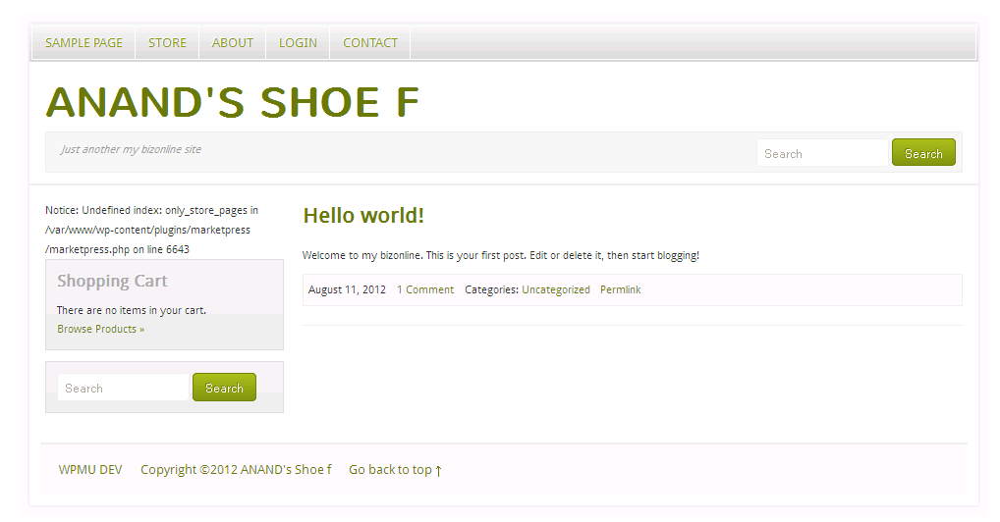 SAMPLE PAGE STORE ABOUT LOGIN CONTACT
ANAND'S SHOE F
Just another my bizonline site
Search Search
Notice: Undefined index: only_store_pages in
/var/www/wp-content/plugins/marketpress
/marketpress.php on line 6643
Shopping Cart
There are no items in your cart.
Browse Products »
Search Search
Hello world!
Welcome to my bizonline. This is your first post. Edit or delete it, then start blogging!
August 11, 2012 1 Comment Categories: Uncategorized Permlink
WPMU DEV Copyright ©2012 ANAND's Shoe f Go back to top ↑